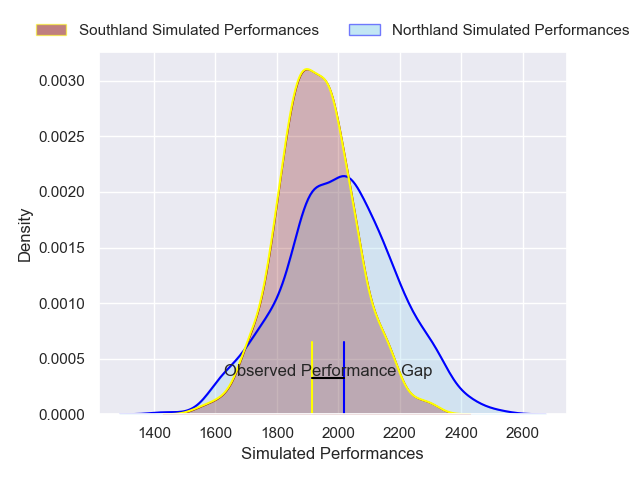 Southland Simulated Performances
Northland Simulated Performances
0.0030
0.0025
0.0020
0.0015
0.0010
0.0005
0.0000
Density
Observed Performance Gap
1400 1600 1800 2000 2200 2400 2600
Simulated Performances